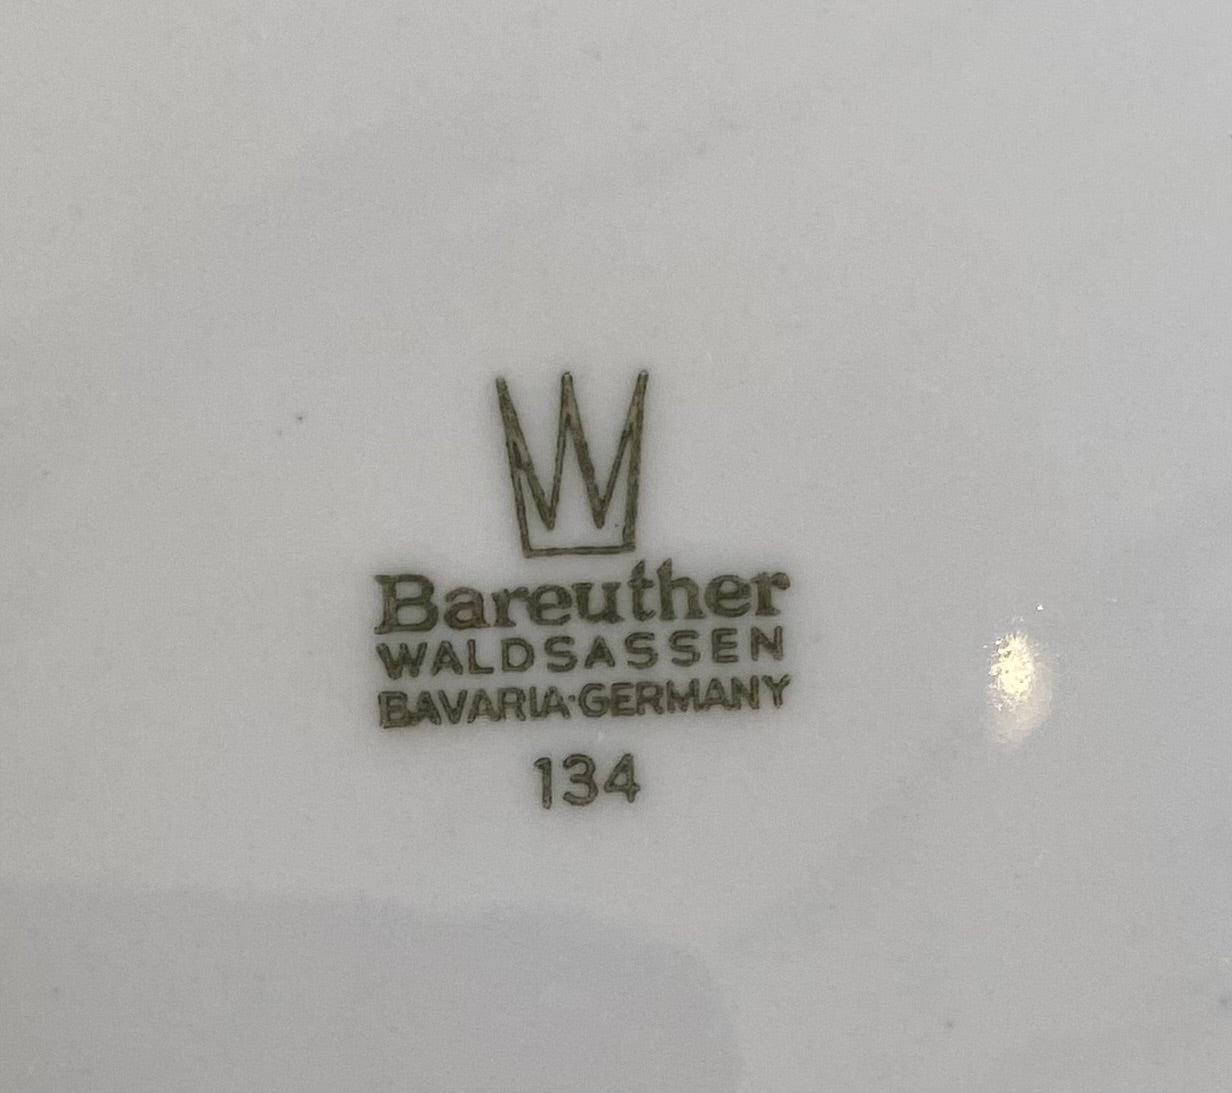 Bareuther
WALDSASSEN
BAVARIA·GERMANY
134